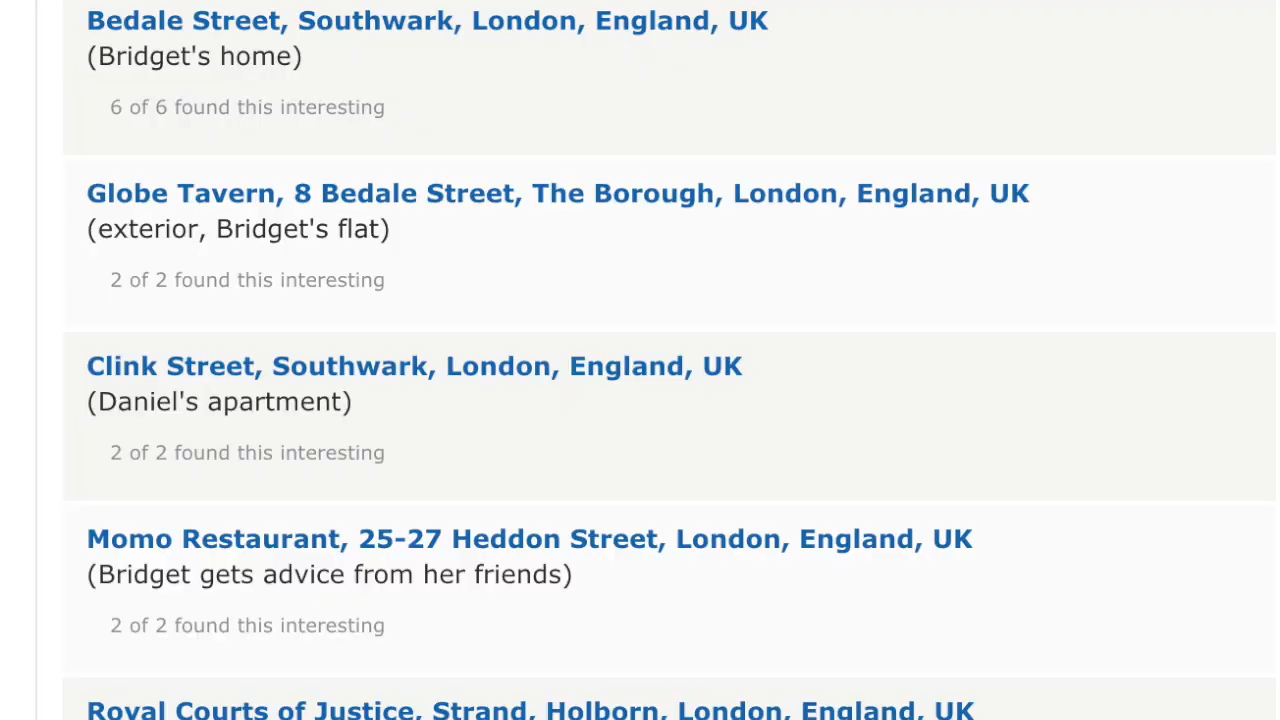 Bedale Street, Southwark, London, England, UK
(Bridget's home)
6 of 6 found this interesting
Globe Tavern, 8 Bedale Street, The Borough, London, England, UK
(exterior, Bridget's flat)
2 of 2 found this interesting
Clink Street, Southwark, London, England, UK
(Daniel's apartment)
2 of 2 found this interesting
Momo Restaurant, 25-27 Heddon Street, London, England, UK
(Bridget gets advice from her friends)
2 of 2 found this interesting
Royal Courts of Justice, Strand, Holborn, London, England, UK